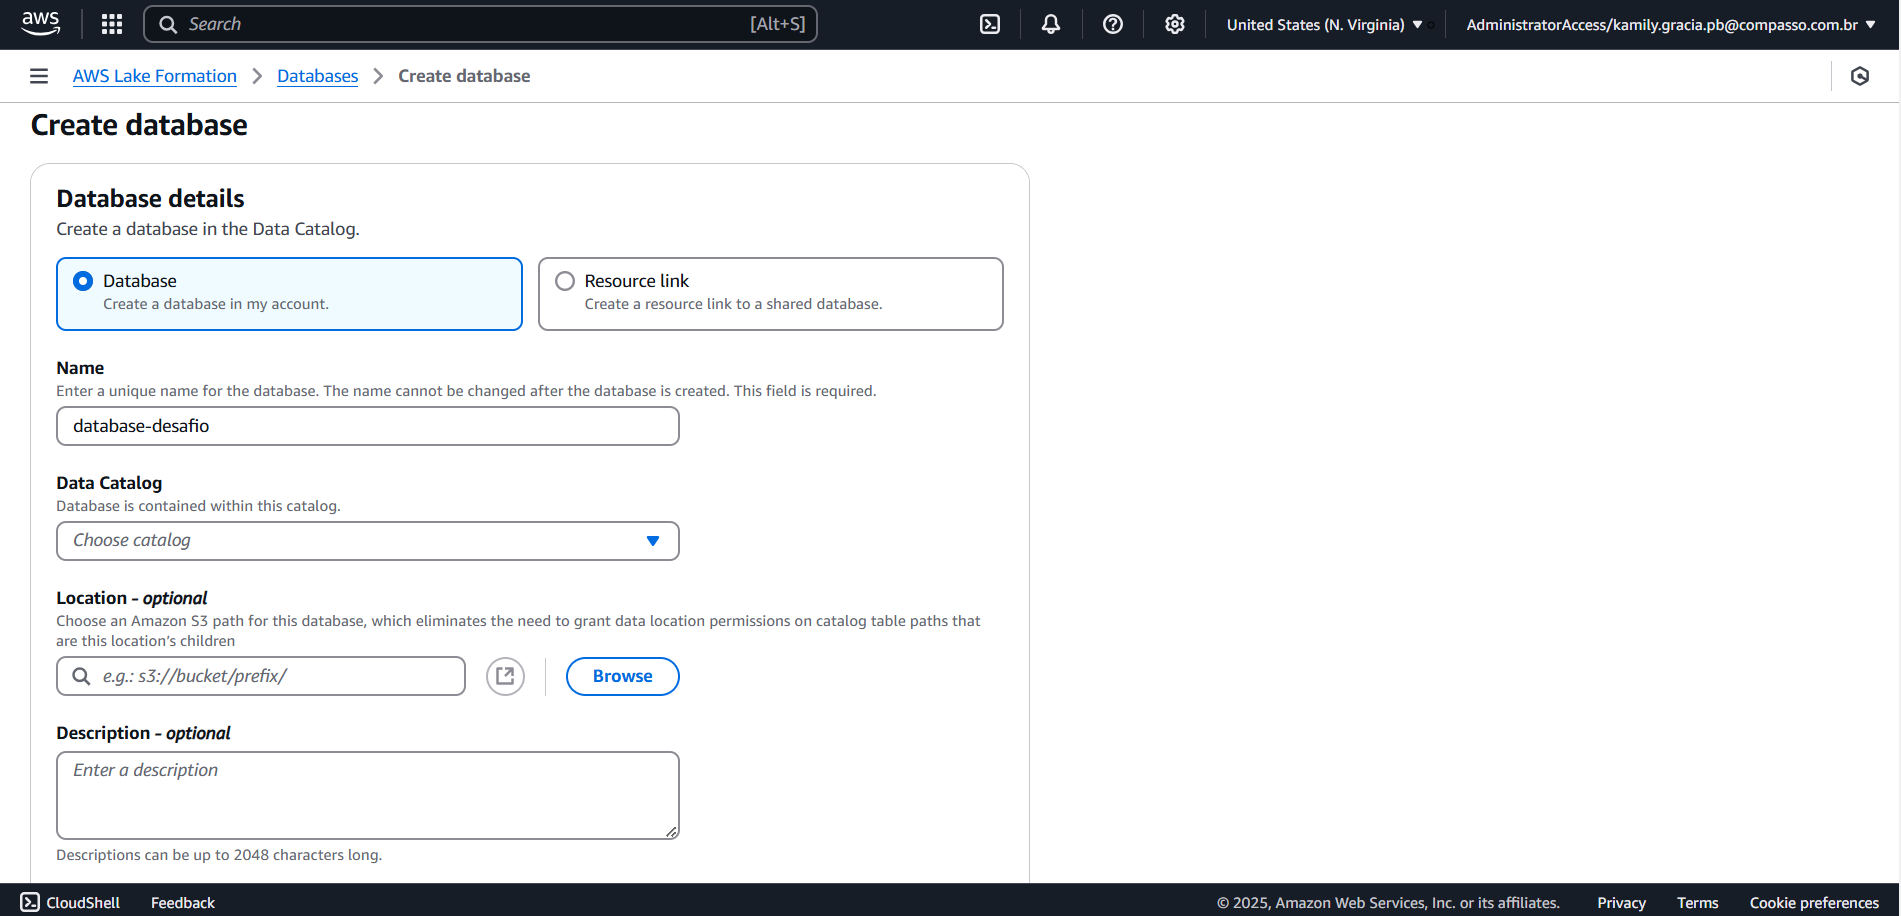 aws
Search [Alt+S] United States (N. Virginia) AdministratorAccess/kamily.gracia.pb@compasso.com.br
AWS Lake Formation Databases Create database
Create database
Database details
Create a database in the Data Catalog.
Database Resource link
Create a database in my account. Create a resource link to a shared database.
Name
Enter a unique name for the database. The name cannot be changed after the database is created. This field is required.
database-desafio
Data Catalog
Database is contained within this catalog.
Choose catalog
Location - optional
Choose an Amazon S3 path for this database, which eliminates the need to grant data location permissions on catalog table paths that
are this location's children
e.g.: s3://bucket/prefix/ Browse
Description - optional
Enter a description
Descriptions can be up to 2048 characters long.
CloudShell Feedback © 2025, Amazon Web Services, Inc. or its affiliates. Privacy Terms Cookie preferences